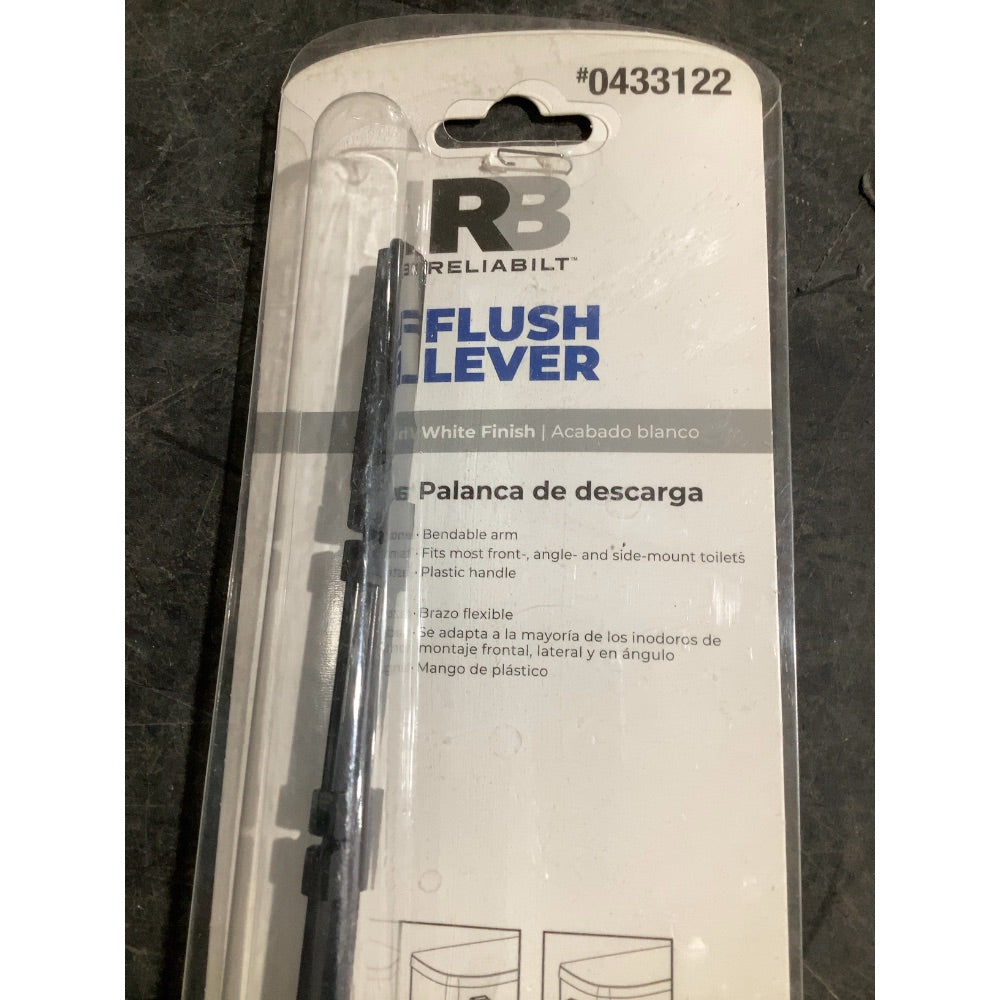 #0433122
RB
RELIABILT™
FLUSH
LEVER
White Finish | Acabado blanco
Palanca de descarga
• Bendable arm
• Fits most front-, angle- and side-mount toilets
• Plastic handle
• Brazo flexible
• Se adapta a la mayoría de los inodoros de
montaje frontal, lateral y en ángulo
• Mango de plástico